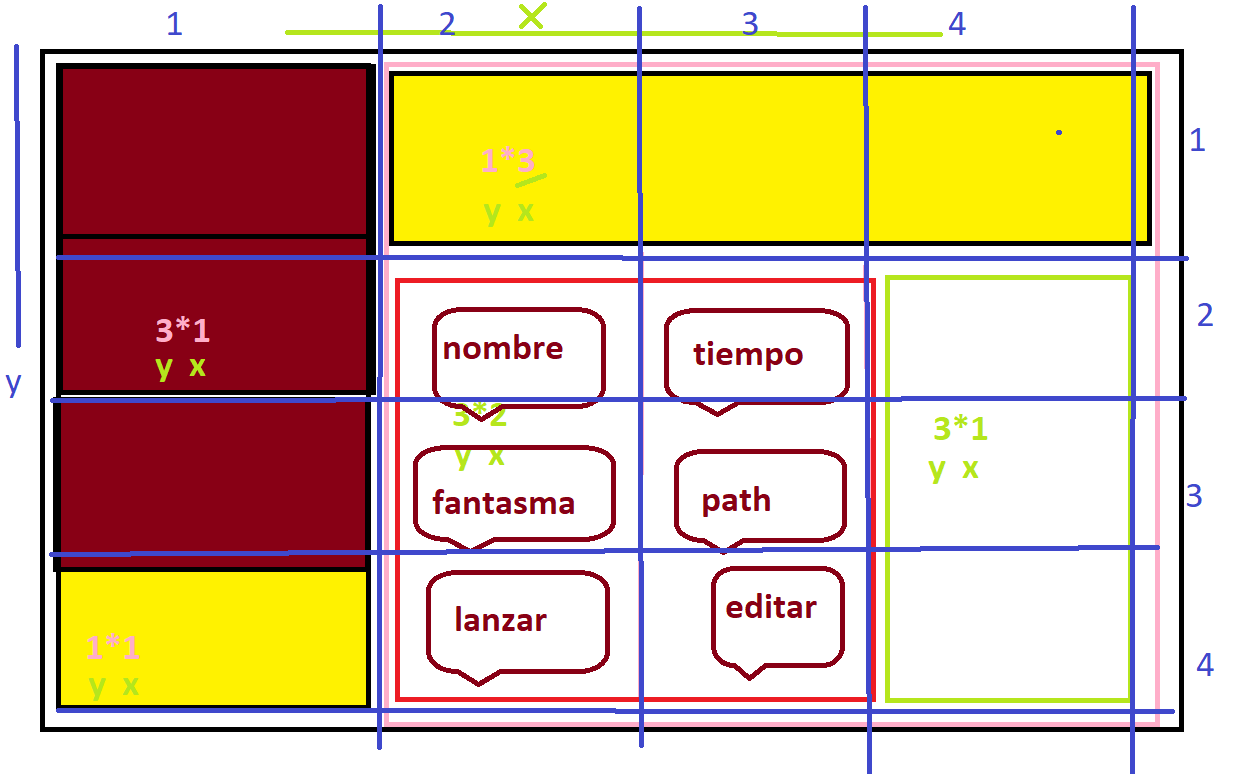 1 2 3 4
1
1*3
y x
2
3*1
y x
y
nombre
tiempo
3*2
y x
3*1
y x
fantasma
path
3
lanzar
editar
1*1
y x
4